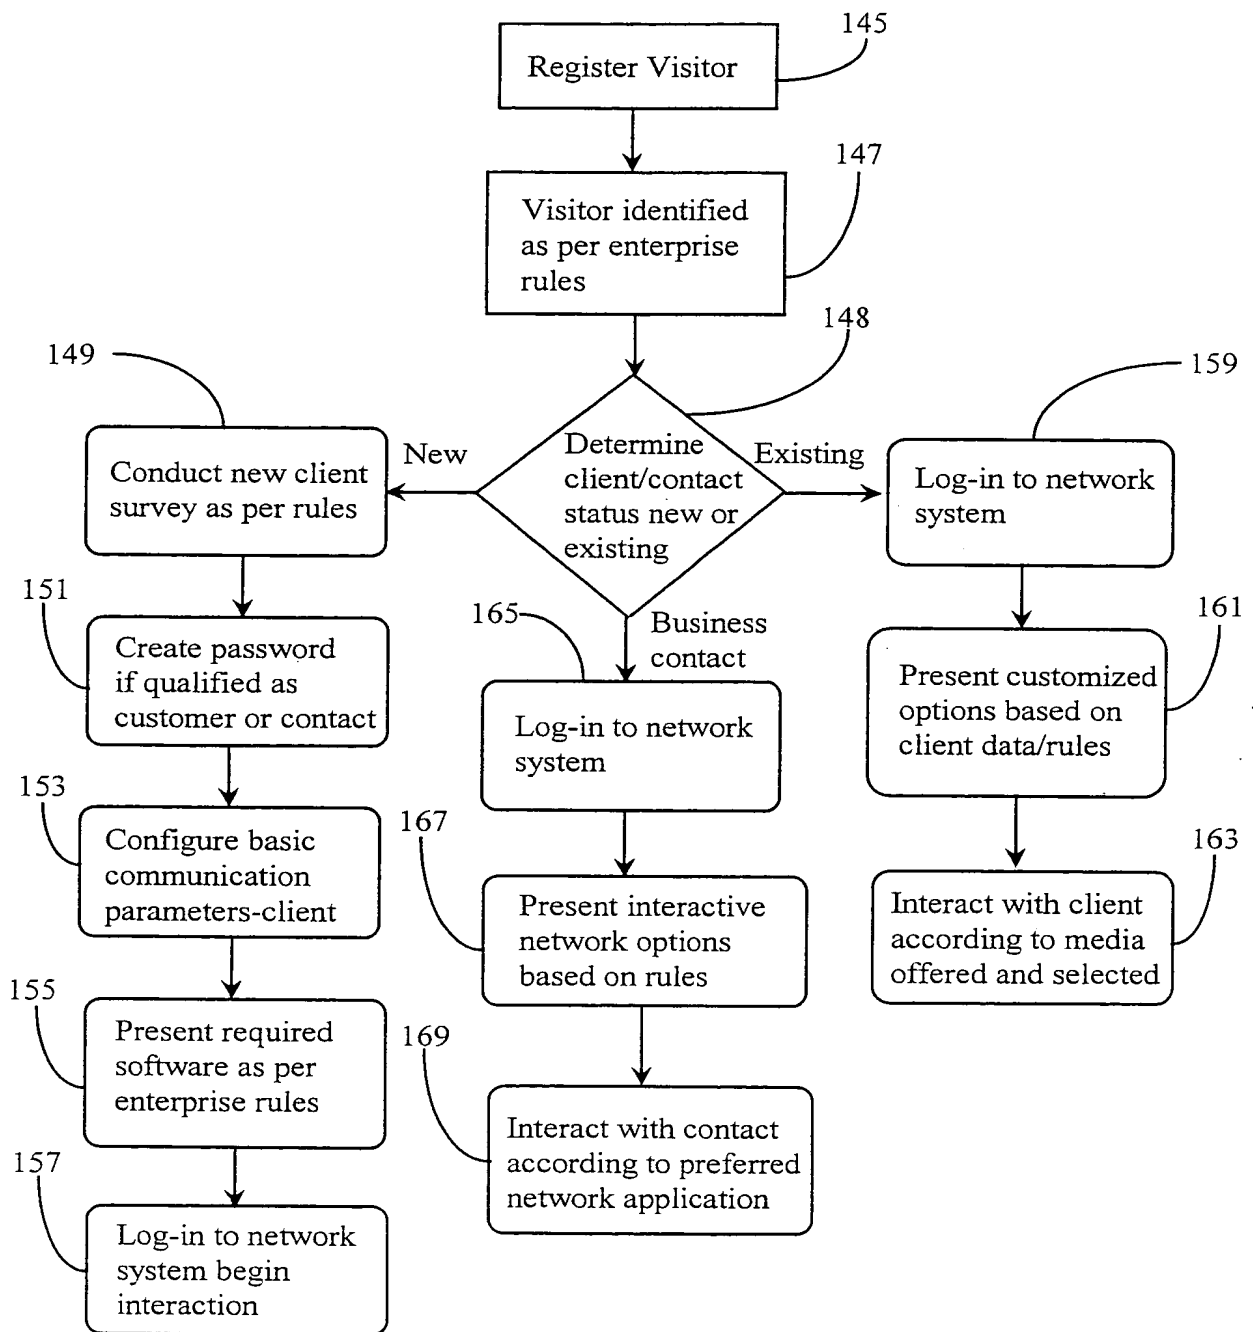 145
Register Visitor
147
Visitor identified
as per enterprise
rules
148
149
159
New
Determine
client/contact
status new or
existing
Existing
Conduct new client
survey as per rules
Log-in to network
system
151
Create password
if qualified as
customer or contact
165
Business
contact
161
Present customized
options based on
client data/rules
Log-in to network
system
153
Configure basic
communication
parameters-client
167
Present interactive
network options
based on rules
163
Interact with client
according to media
offered and selected
155
Present required
software as per
enterprise rules
169
Interact with contact
according to preferred
network application
157
Log-in to network
system begin
interaction